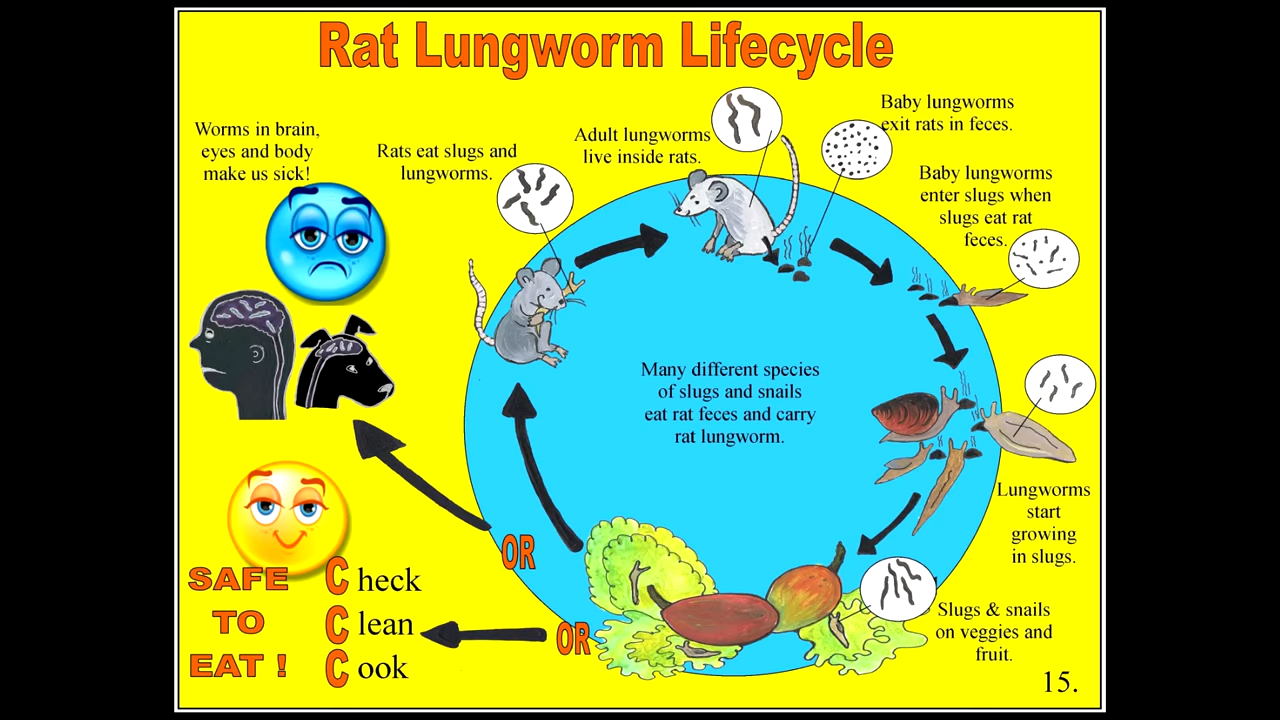 Rat Lungworm Lifecycle
Worms in brain,
eyes and body
make us sick!
Rats eat slugs and
lungworms.
Adult lungworms
live inside rats.
Baby lungworms
exit rats in feces.
Baby lungworms
enter slugs when
slugs eat rat
feces.
Many different species
of slugs and snails
eat rat feces and carry
rat lungworm.
Lungworms
start
growing
in slugs.
Slugs & snails
on veggies and
fruit.
OR
OR
SAFE
TO
EAT !
Check
Clean
Cook
15.